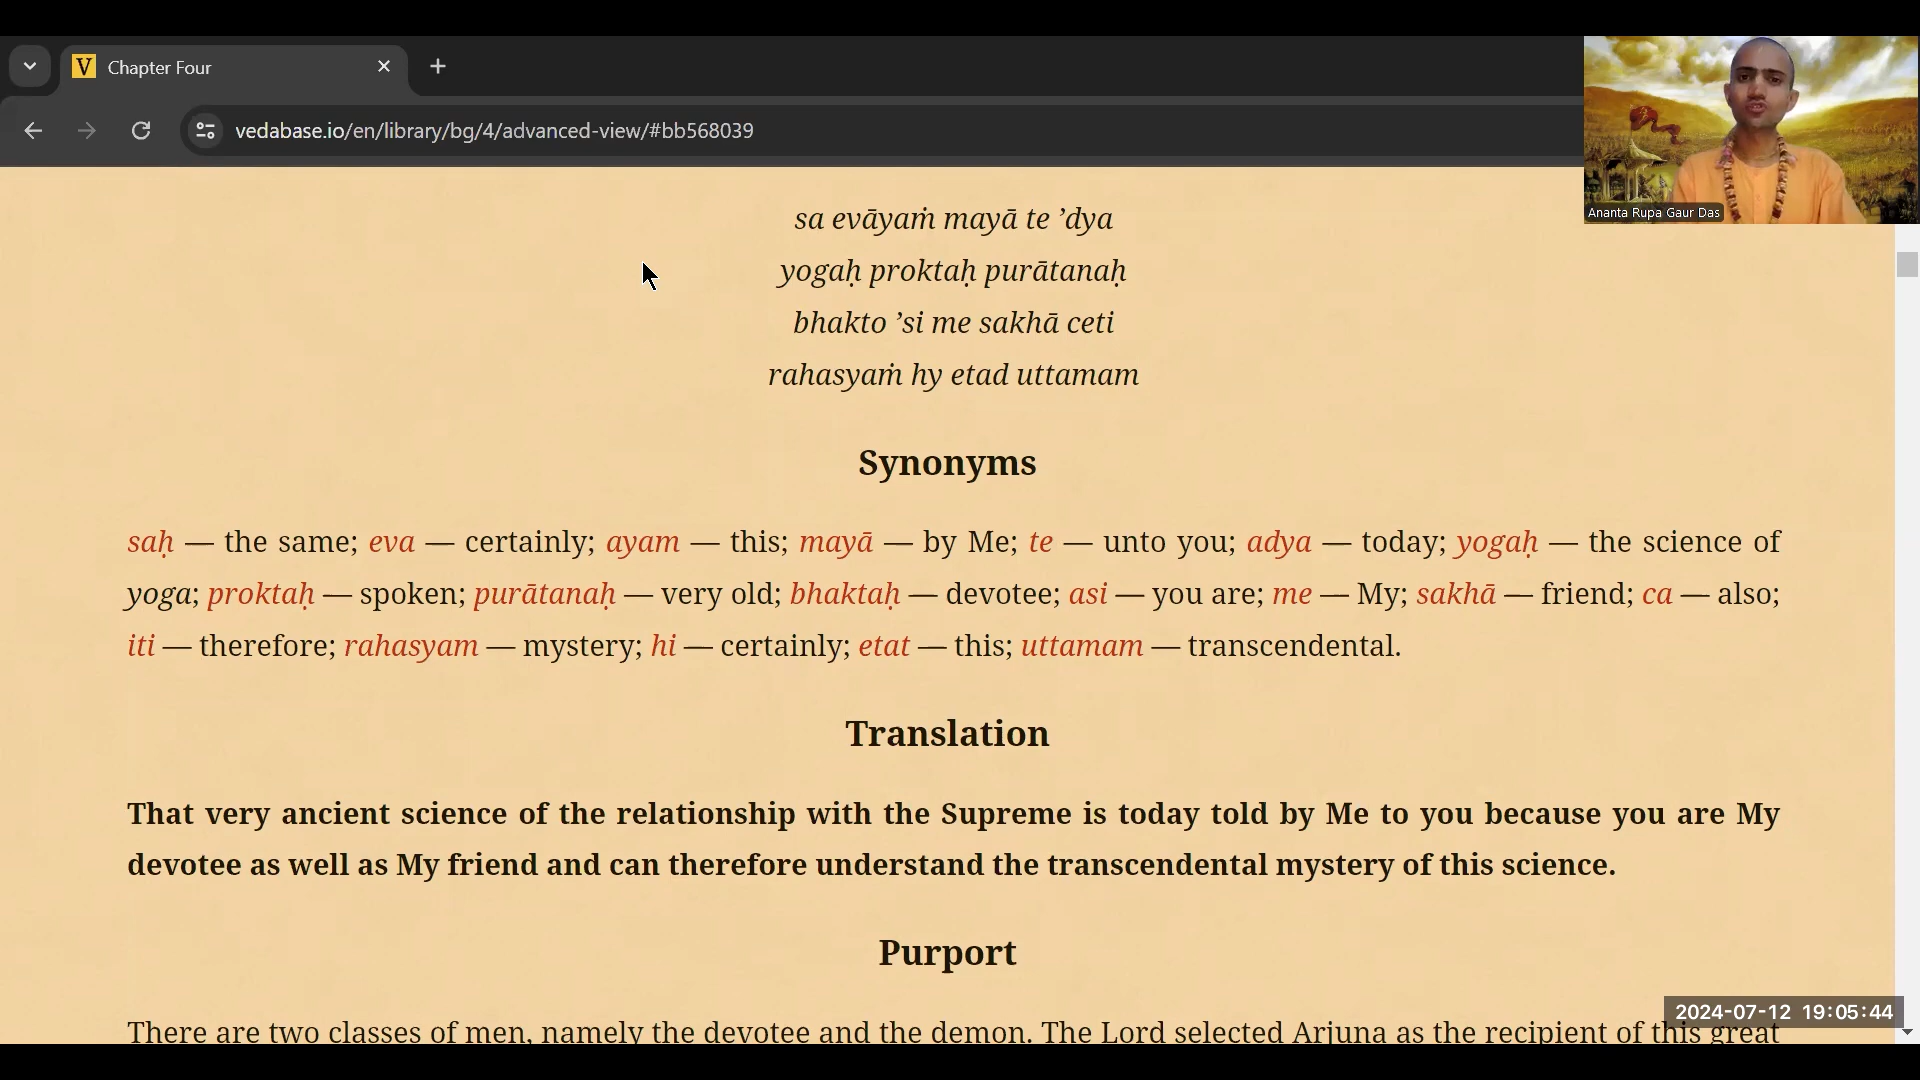 V Chapter Four
vedabase.io/en/library/bg/4/advanced-view/#bb568039
Ananta Rupa Gaur Das
sa evāyaṁ mayā te ’dya
yogaḥ proktaḥ purātanaḥ
bhakto ’si me sakhā ceti
rahasyaṁ hy etad uttamam
Synonyms
saḥ — the same; eva — certainly; ayam — this; mayā — by Me; te — unto you; adya — today; yogaḥ — the science of
yoga; proktaḥ — spoken; purātanaḥ — very old; bhaktaḥ — devotee; asi — you are; me — My; sakhā — friend; ca — also;
iti — therefore; rahasyam — mystery; hi — certainly; etat — this; uttamam — transcendental.
Translation
That very ancient science of the relationship with the Supreme is today told by Me to you because you are My
devotee as well as My friend and can therefore understand the transcendental mystery of this science.
Purport
2024-07-12 19:05:44
There are two classes of men, namely the devotee and the demon. The Lord selected Arjuna as the recipient of this great